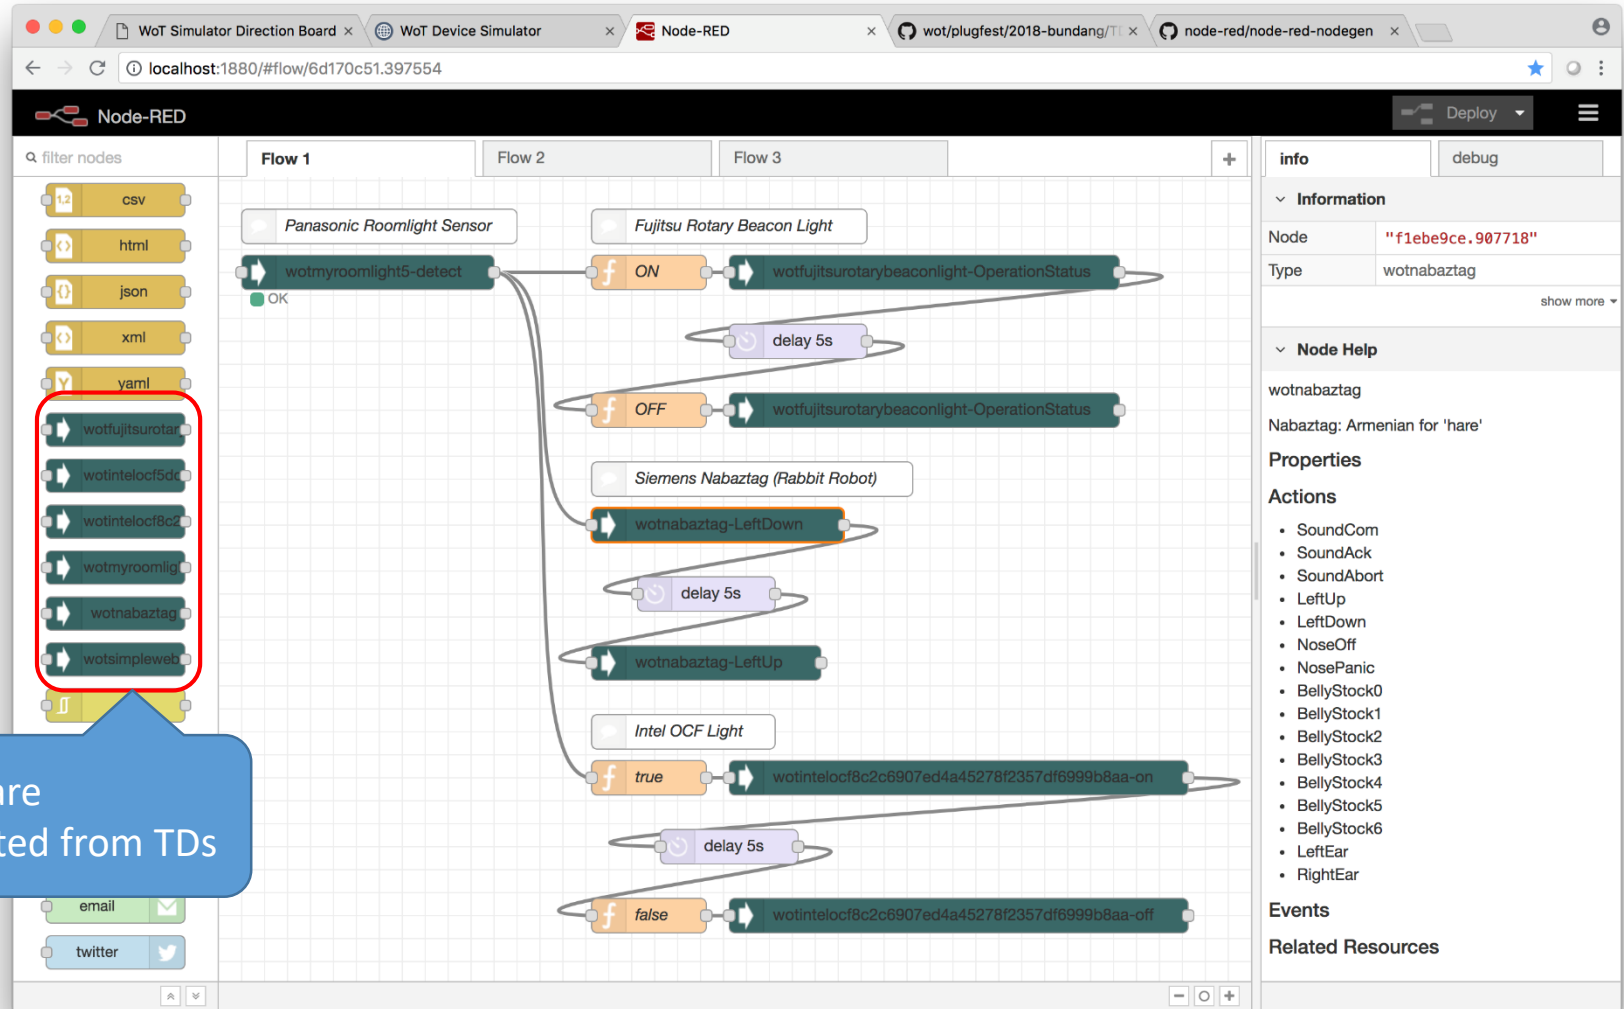 WoT Simulator Direction Board
WoT Device Simulator
Node-RED
wot/plugfest/2018-bundang/
node-red/node-red-nodegen
localhost:1880/#flow/6d170c51.397554
Node-RED
Deploy
filter nodes
Flow 1
Flow 2
Flow 3
info
debug
csv
html
json
xml
yaml
wotfujitsurotar
wotintelocf5dc
wotintelocf8c2
wotmyroomlig
wotnabaztag
wotsimpleweb
are
ted from TDs
email
twitter
Panasonic Roomlight Sensor
wotmyroomlight5-detect
OK
Fujitsu Rotary Beacon Light
ON
wotfujitsurotarybeaconlight-OperationStatus
delay 5s
OFF
wotfujitsurotarybeaconlight-OperationStatus
Siemens Nabaztag (Rabbit Robot)
wotnabaztag-LeftDown
delay 5s
wotnabaztag-LeftUp
Intel OCF Light
true
wotintelocf8c2c6907ed4a45278f2357df6999b8aa-on
delay 5s
false
wotintelocf8c2c6907ed4a45278f2357df6999b8aa-off
Information
Node "f1ebe9ce.907718"
Type wotnabaztag
show more
Node Help
wotnabaztag
Nabaztag: Armenian for 'hare'
Properties
Actions
• SoundCom
• SoundAck
• SoundAbort
• LeftUp
• LeftDown
• NoseOff
• NosePanic
• BellyStock0
• BellyStock1
• BellyStock2
• BellyStock3
• BellyStock4
• BellyStock5
• BellyStock6
• LeftEar
• RightEar
Events
Related Resources